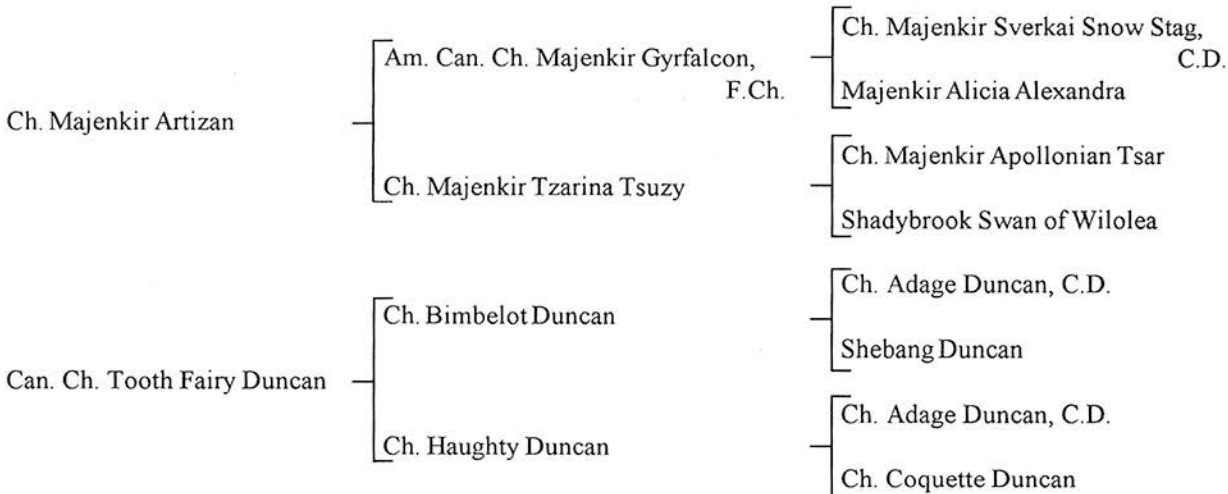 Ch. Majenkir Sverkai Snow Stag,
C.D.
Am. Can. Ch. Majenkir Gyrfalcon,
F.Ch.
Majenkir Alicia Alexandra
Ch. Majenkir Artizan
Ch. Majenkir Apollonian Tsar
Ch. Majenkir Tzarina Tsuzy
Shadybrook Swan of Wilolea
Ch. Adage Duncan, C.D.
Ch. Bimbelot Duncan
Shebang Duncan
Can. Ch. Tooth Fairy Duncan
Ch. Adage Duncan, C.D.
Ch. Haughty Duncan
Ch. Coquette Duncan